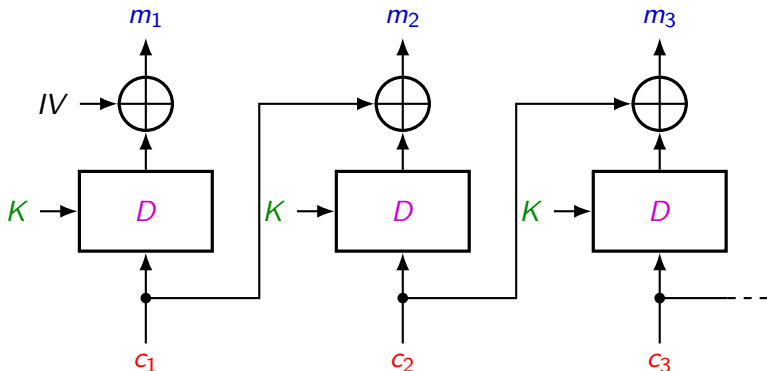 m₁ m₂ m₃
IV
K D K D K D
c₁ c₂ c₃